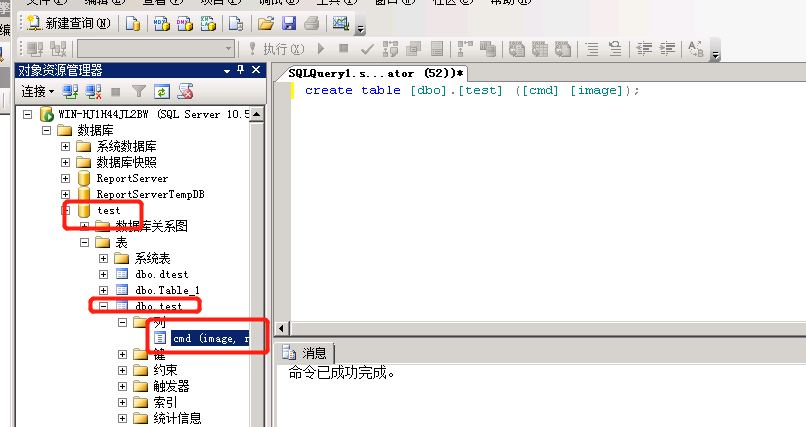 新建查询(N)
执行(X)
对象资源管理器
连接
WIN-HJ1H44JL2BW (SQL Server 10.5
数据库
系统数据库
数据库快照
ReportServer
ReportServerTempDB
test
数据库关系图
表
系统表
dbo.dtest
dbo.Table_1
dbo.test
列
cmd (image,
键
约束
触发器
索引
统计信息
SQLQuery1.s...ator (52))*
create table [dbo].[test] ([cmd] [image]);
消息
命令已成功完成。